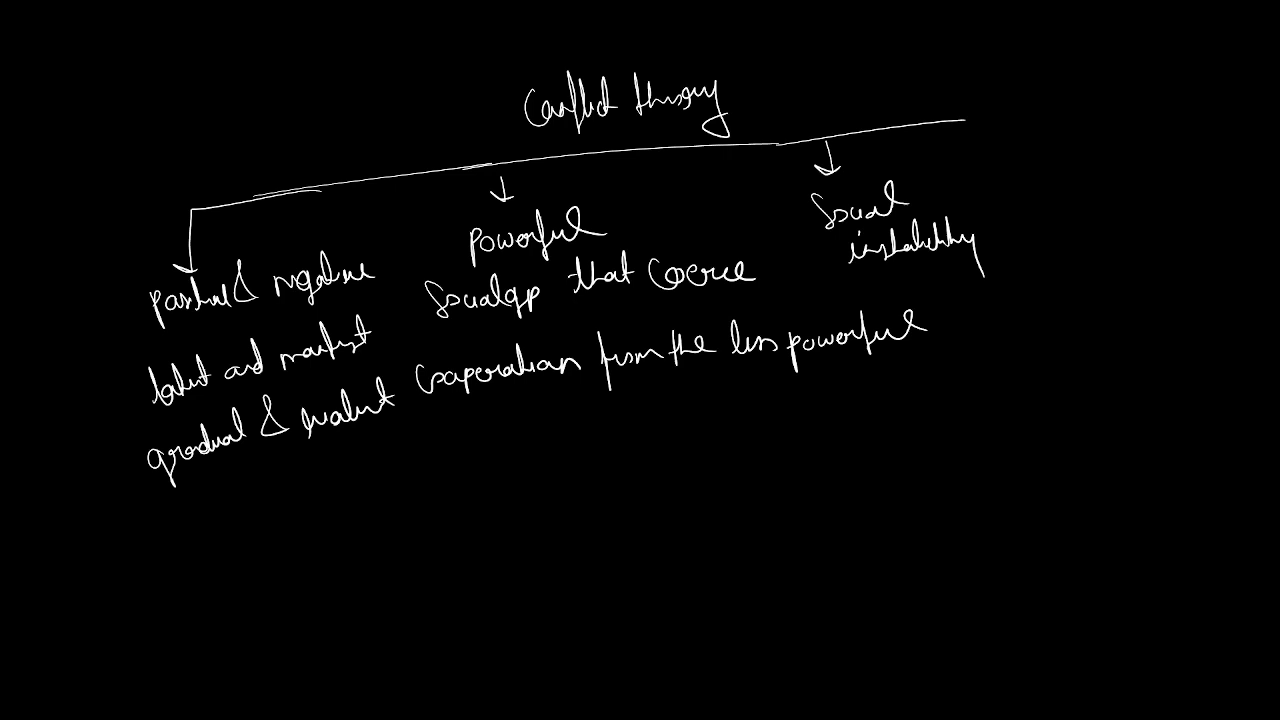 Conflict theory
positive & negative
latent and manifest
gradual & violent
powerful
Social gp that coerce
cooperation from the less powerful
Social
instability